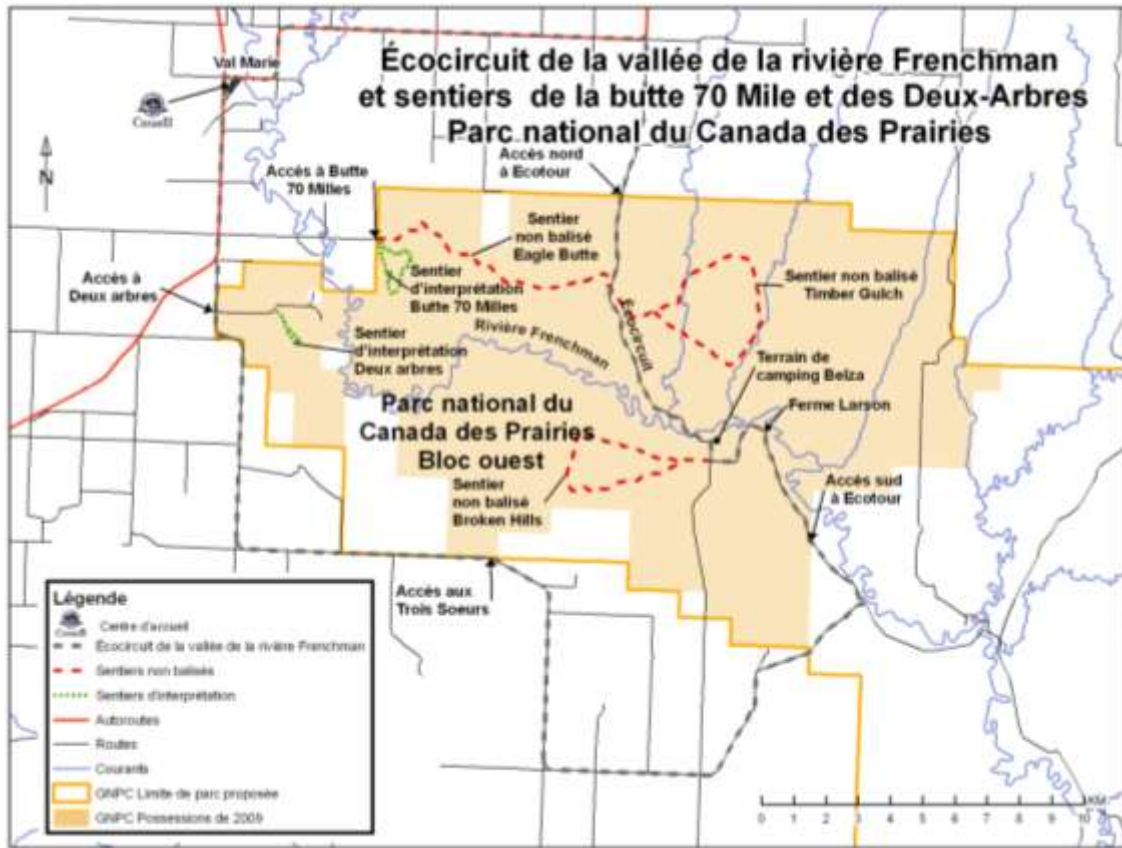 Écocircuit de la vallée de la rivière Frenchman
et sentiers de la butte 70 Mile et des Deux-Arbres
Parc national du Canada des Prairies
Val Marie
Canada
N
Accès à Butte
70 Milles
Accès nord
à Ecotour
Sentier
non balisé
Eagle Butte
Accès à
Deux arbres
Sentier
d'interprétation
Butte 70 Milles
Sentier non balisé
Timber Gulch
Écocircuit
Rivière Frenchman
Sentier
d'interprétation
Deux arbres
Terrain de
camping Belza
Ferme Larson
Parc national du
Canada des Prairies
Bloc ouest
Sentier
non balisé
Broken Hills
Accès sud
à Ecotour
Accès aux
Trois Soeurs
Légende
Canada
Centre d'accueil
Écocircuit de la vallée de la rivière Frenchman
Sentiers non balisés
Sentiers d'interprétation
Autoroutes
Routes
Courants
GNPC Limite de parc proposée
GNPC Possessions de 2009
KM
0 1 2 3 4 5 6 7 8 9 10